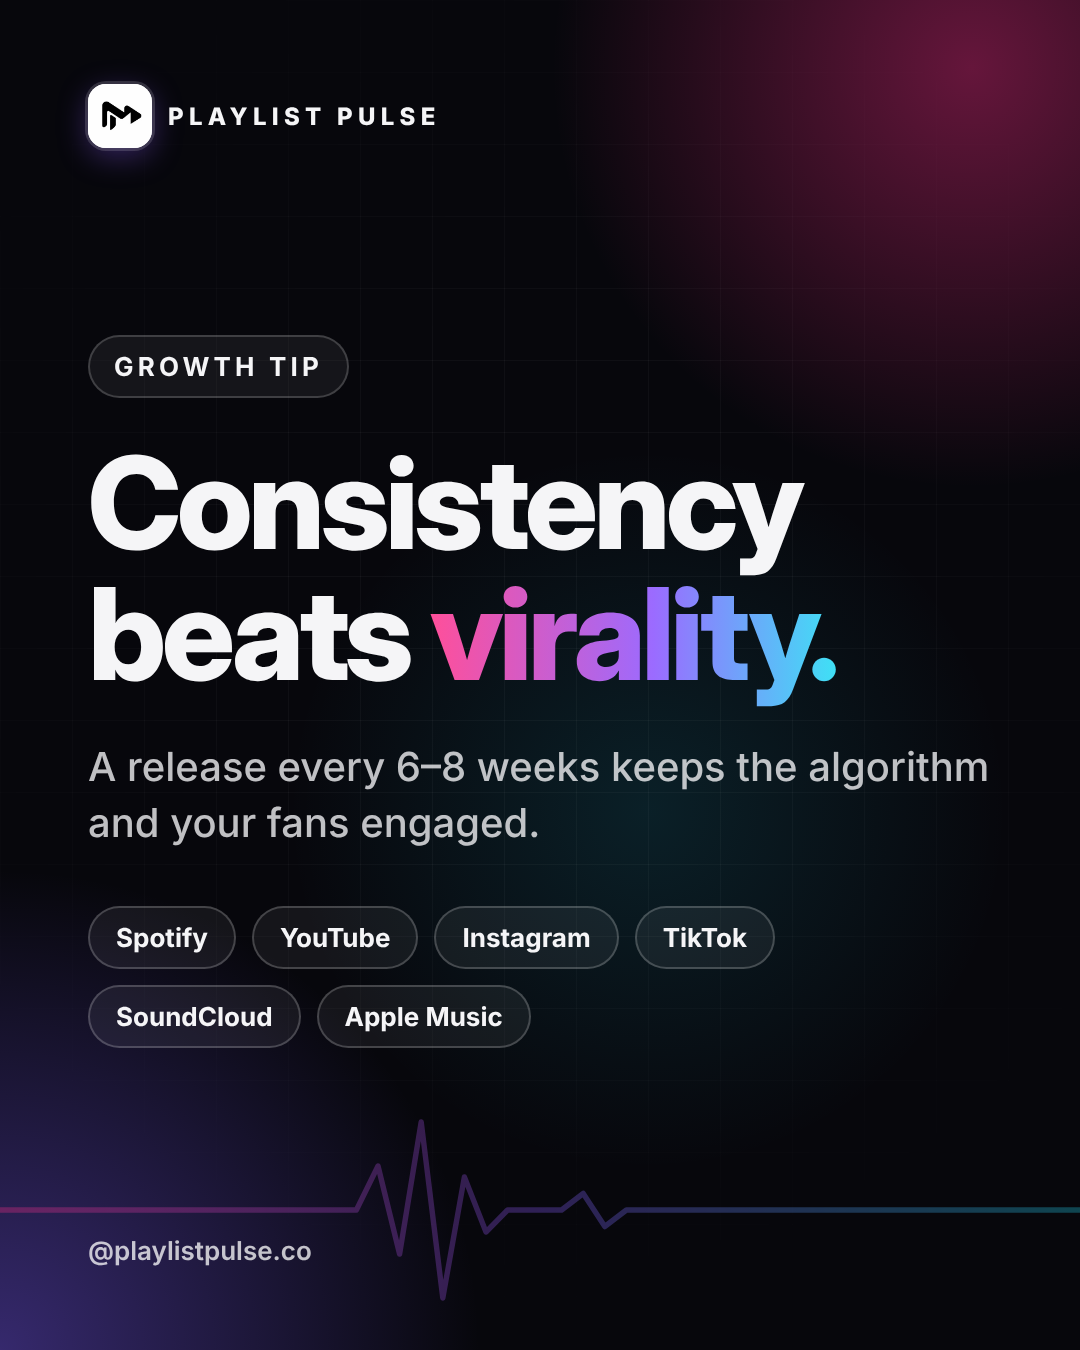 PLAYLIST PULSE
GROWTH TIP
Consistency
beats virality.
A release every 6–8 weeks keeps the algorithm
and your fans engaged.
Spotify YouTube Instagram TikTok
SoundCloud Apple Music
@playlistpulse.co